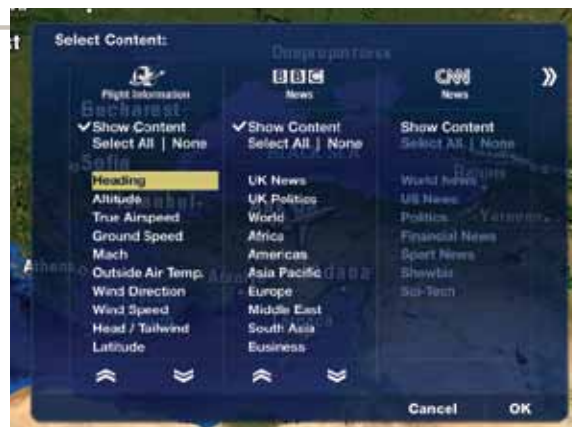 Select Content:
Flight Information
BBC
News
CNN
News
Show Content
Select All | None
Show Content
Select All | None
Show Content
Select All | None
Heading
Altitude
True Airspeed
Ground Speed
Mach
Outside Air Temp.
Wind Direction
Wind Speed
Head / Tailwind
Latitude
UK News
UK Politics
World
Africa
Americas
Asia Pacific
Europe
Middle East
South Asia
Business
World News
US News
Politics
Financial News
Sport News
Showbiz
Sci-Tech
Cancel
OK
Bucharest
Sofia